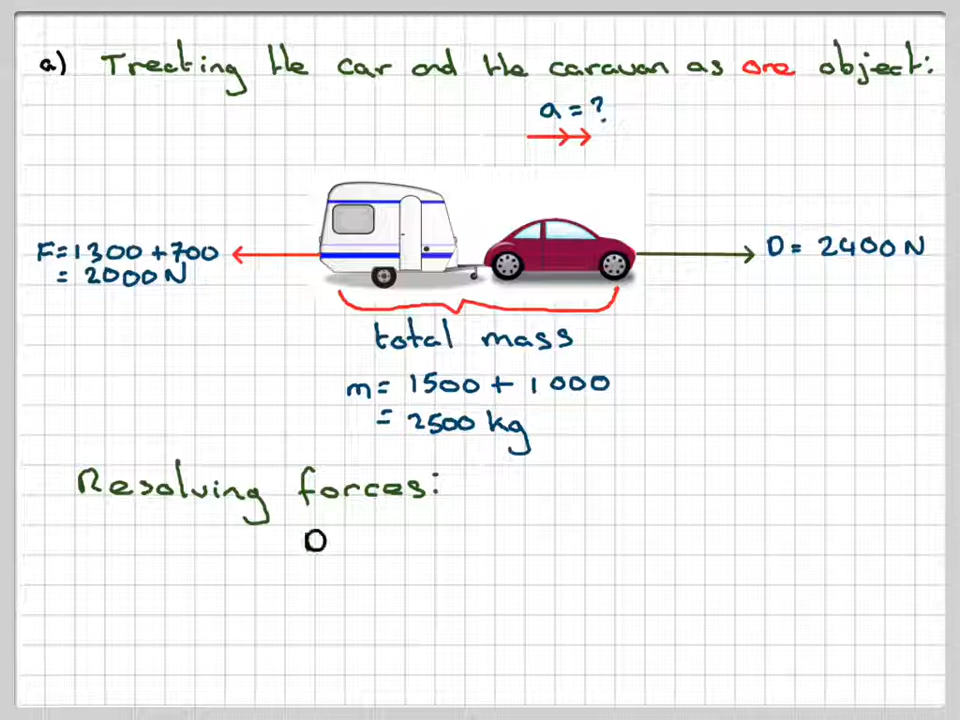 a) Treating the car and the caravan as one object:
a = ?
F = 1300 + 700
= 2000 N
D = 2400 N
total mass
m = 1500 + 1000
= 2500 kg
Resolving forces:
D